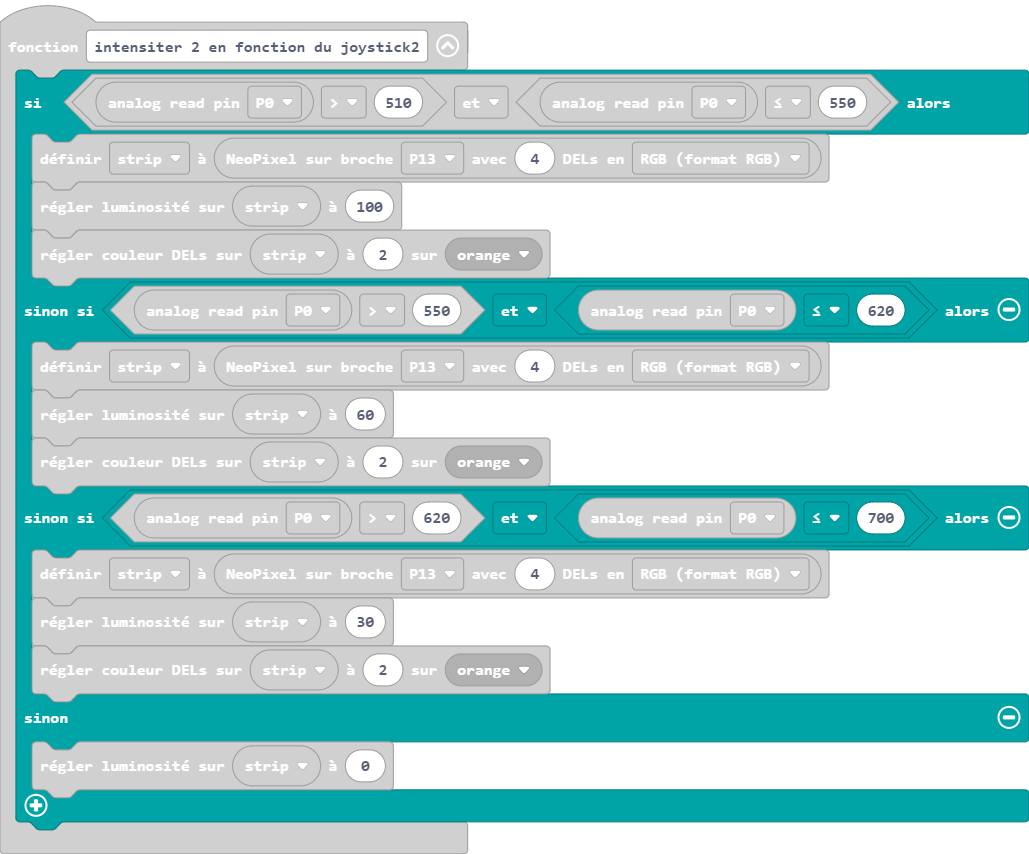 fonction intensiter 2 en fonction du joystick2
si analog read pin P0 > 510 et analog read pin P0 ≤ 550 alors
définir strip à NeoPixel sur broche P13 avec 4 DELs en RGB (format RGB)
régler luminosité sur strip à 100
régler couleur DELs sur strip à 2 sur orange
sinon si analog read pin P0 > 550 et analog read pin P0 ≤ 620 alors
définir strip à NeoPixel sur broche P13 avec 4 DELs en RGB (format RGB)
régler luminosité sur strip à 60
régler couleur DELs sur strip à 2 sur orange
sinon si analog read pin P0 > 620 et analog read pin P0 ≤ 700 alors
définir strip à NeoPixel sur broche P13 avec 4 DELs en RGB (format RGB)
régler luminosité sur strip à 30
régler couleur DELs sur strip à 2 sur orange
sinon
régler luminosité sur strip à 0